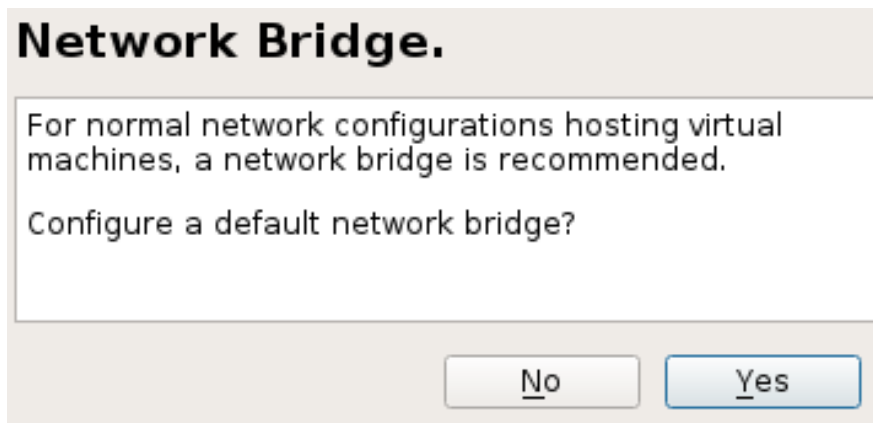 Network Bridge.
For normal network configurations hosting virtual
machines, a network bridge is recommended.
Configure a default network bridge?
No
Yes